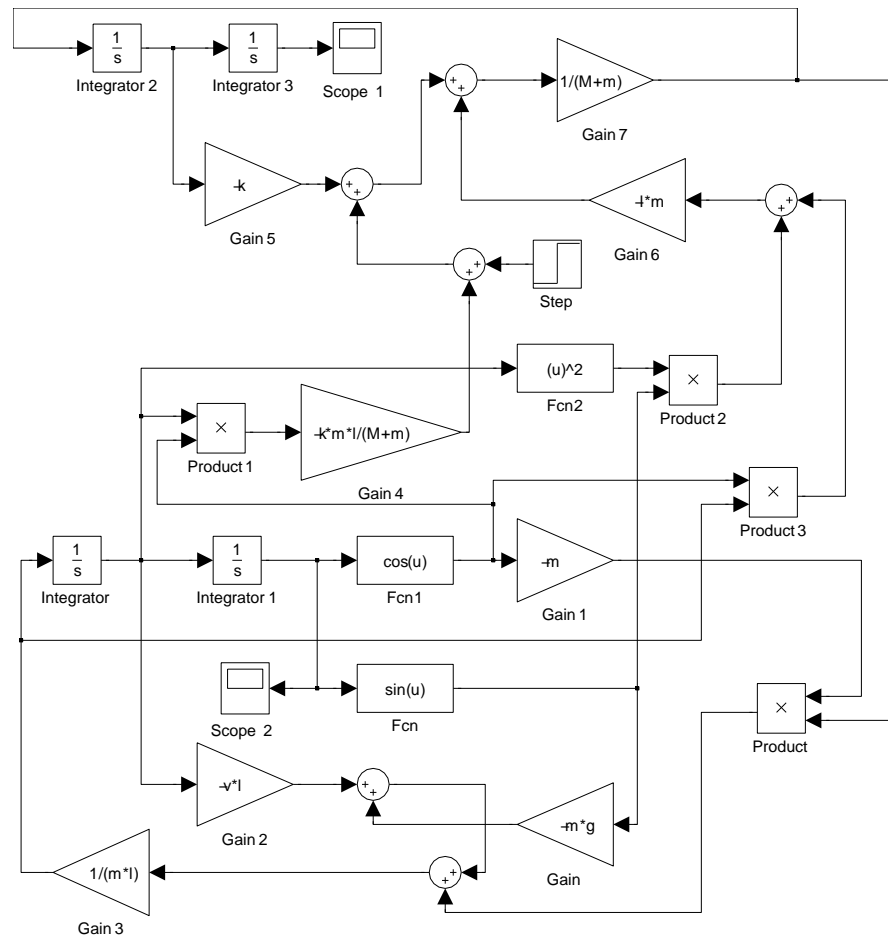 1
s
Integrator 2
1
s
Integrator 3
Scope 1
+
+
1/(M+m)
Gain 7
-k
Gain 5
+
+
-l*m
Gain 6
+
+
+
+
Step
(u)^2
Fcn2
×
Product 2
×
Product 1
-k*m*l/(M+m)
Gain 4
×
Product 3
1
s
Integrator
1
s
Integrator 1
cos(u)
Fcn1
-m
Gain 1
Scope 2
sin(u)
Fcn
×
Product
-v*l
Gain 2
+
+
-m*g
Gain
1/(m*l)
Gain 3
+
+